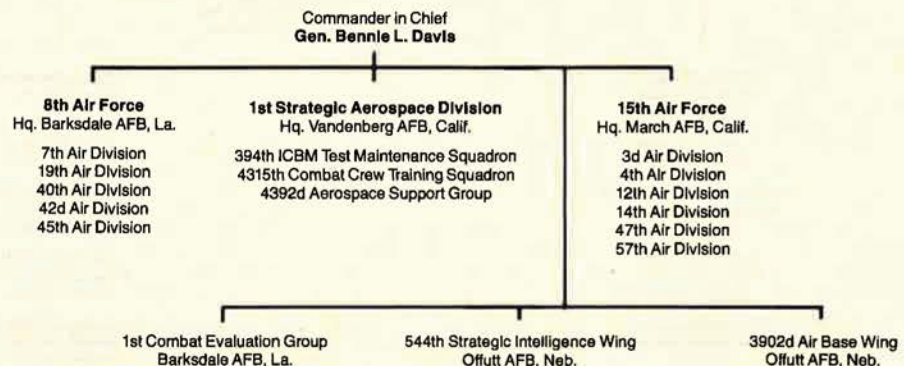 Commander in Chief
Gen. Bennie L. Davis
8th Air Force
Hq. Barksdale AFB, La.
7th Air Division
19th Air Division
40th Air Division
42d Air Division
45th Air Division
1st Strategic Aerospace Division
Hq. Vandenberg AFB, Calif.
394th ICBM Test Maintenance Squadron
4315th Combat Crew Training Squadron
4392d Aerospace Support Group
15th Air Force
Hq. March AFB, Calif.
3d Air Division
4th Air Division
12th Air Division
14th Air Division
47th Air Division
57th Air Division
1st Combat Evaluation Group
Barksdale AFB, La.
544th Strategic Intelligence Wing
Offutt AFB, Neb.
3902d Air Base Wing
Offutt AFB, Neb.